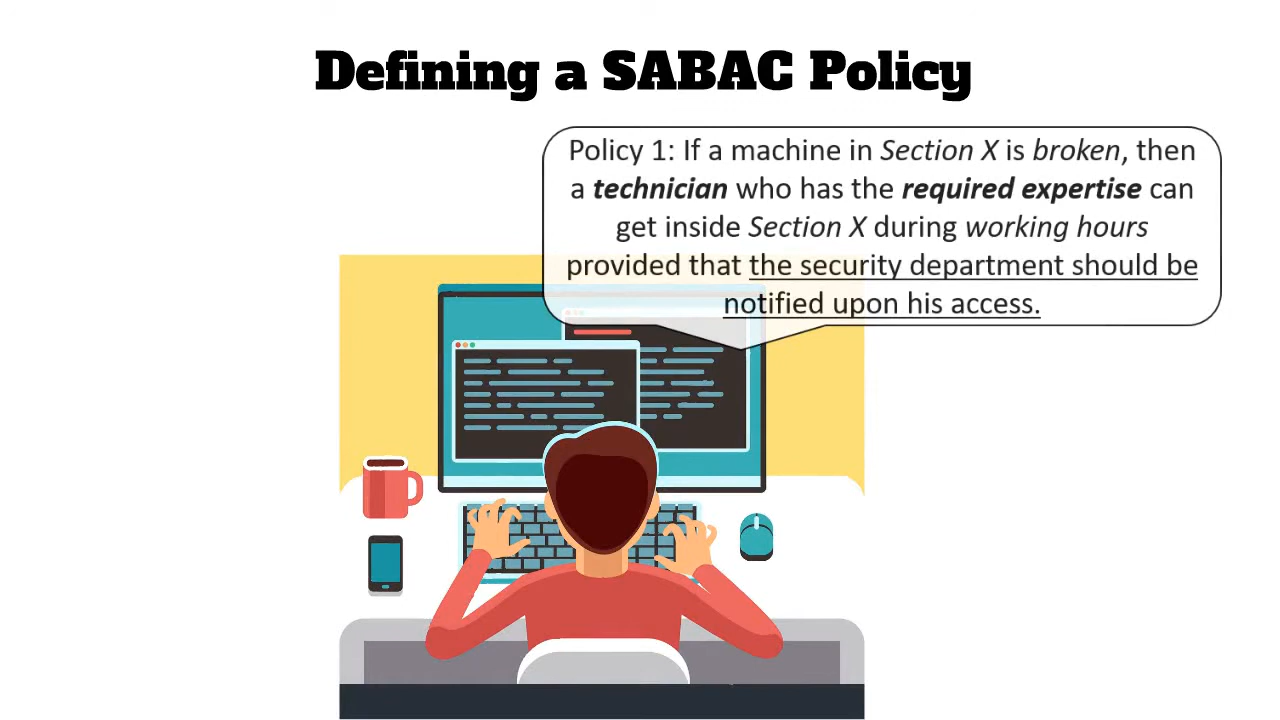 Defining a SABAC Policy
Policy 1: If a machine in Section X is broken, then
a technician who has the required expertise can
get inside Section X during working hours
provided that the security department should be
notified upon his access.